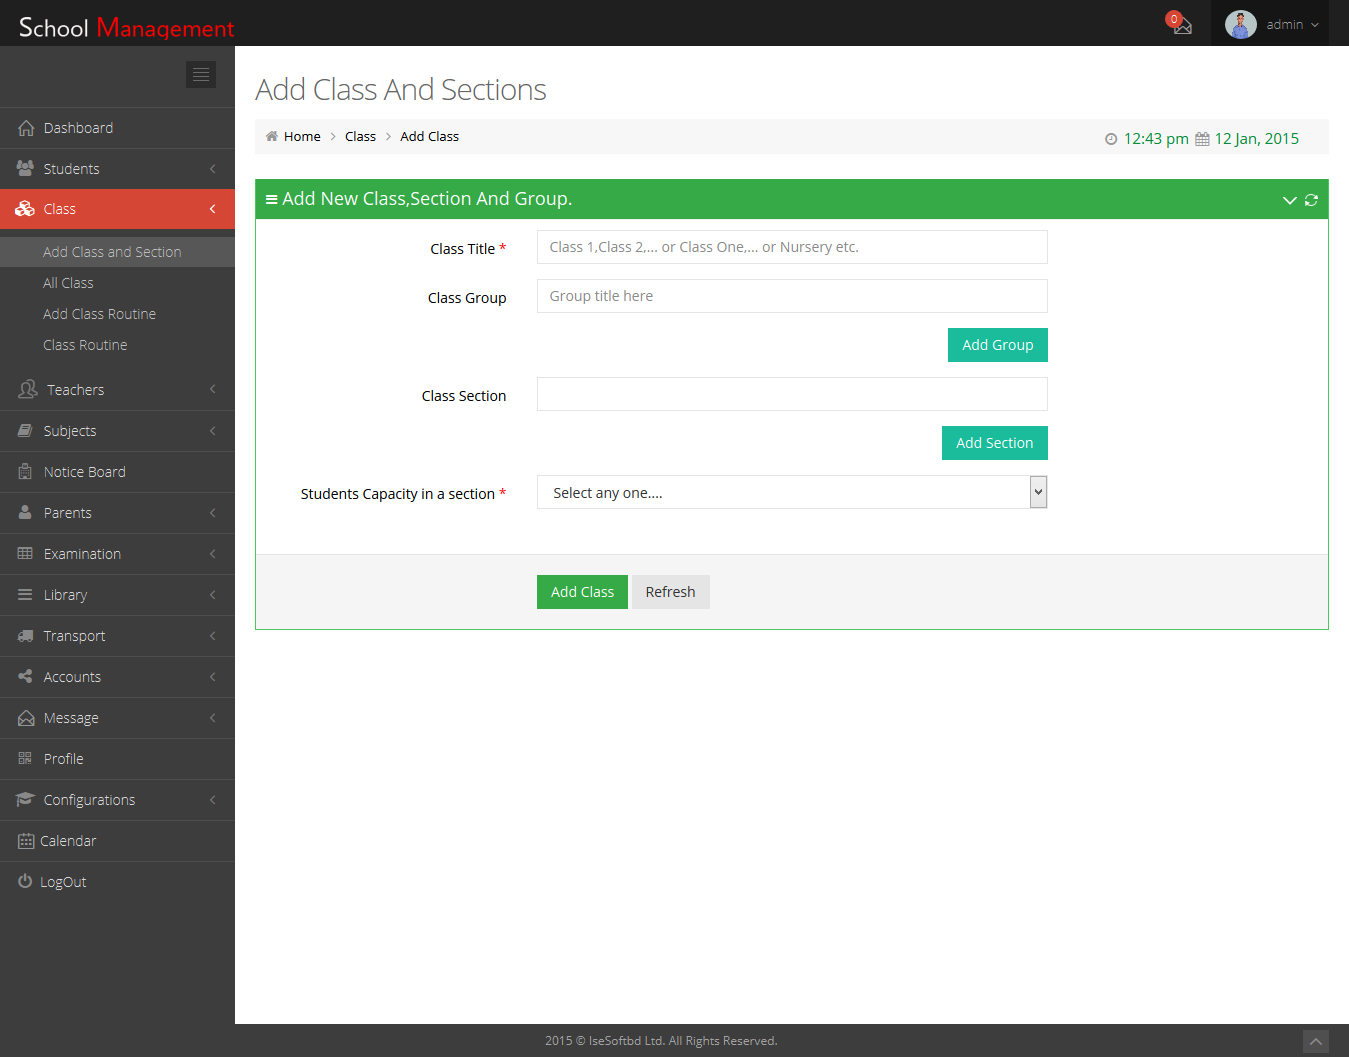 School Management
0
admin
Dashboard
Students
Class
Add Class and Section
All Class
Add Class Routine
Class Routine
Teachers
Subjects
Notice Board
Parents
Examination
Library
Transport
Accounts
Message
Profile
Configurations
Calendar
LogOut
Add Class And Sections
Home > Class > Add Class
12:43 pm 12 Jan, 2015
Add New Class,Section And Group.
Class Title * Class 1,Class 2,... or Class One,... or Nursery etc.
Class Group Group title here
Add Group
Class Section
Add Section
Students Capacity in a section * Select any one....
Add Class Refresh
2015 © IseSoftbd Ltd. All Rights Reserved.